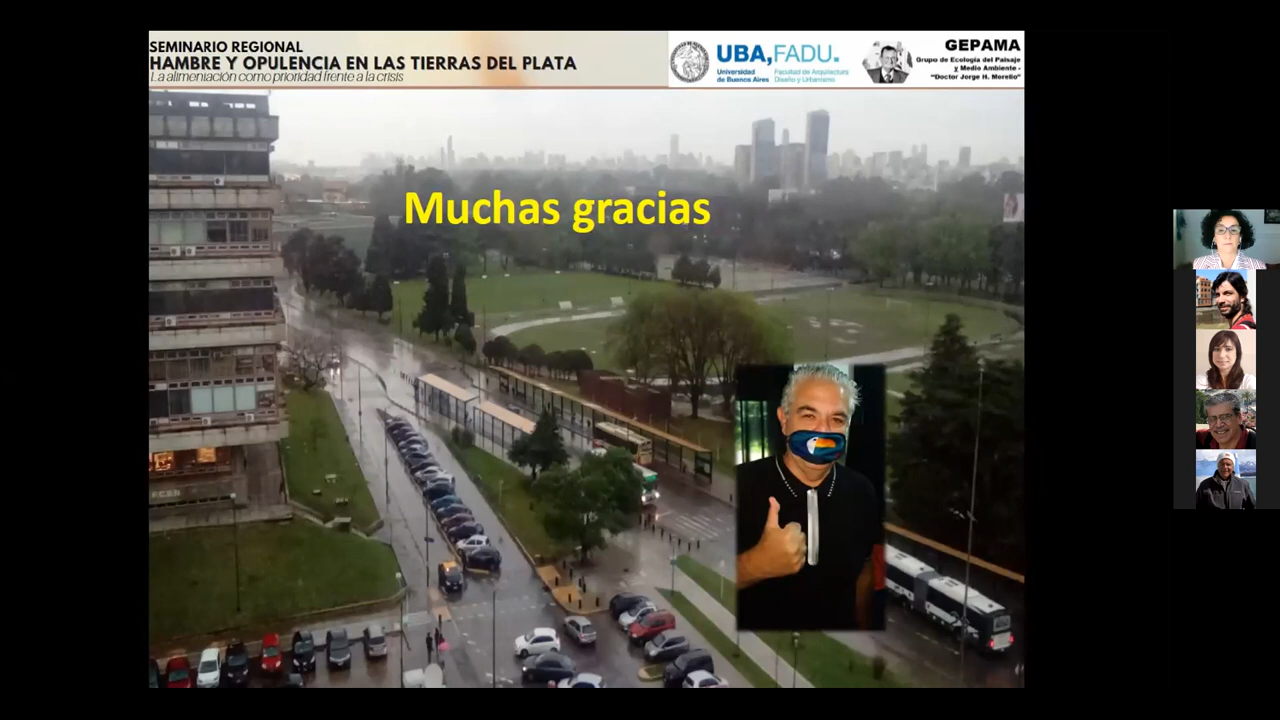 SEMINARIO REGIONAL
HAMBRE Y OPULENCIA EN LAS TIERRAS DEL PLATA
La alimentación como prioridad frente a la crisis
UBA, FADU.
Universidad de Buenos Aires
Facultad de Arquitectura Diseño y Urbanismo
GEPAMA
Grupo de Ecología del Paisaje
y Medio Ambiente -
"Doctor Jorge H. Morello"
Muchas gracias